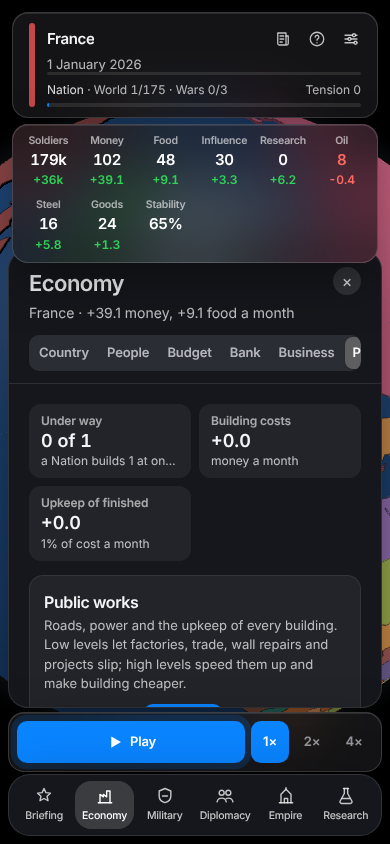 France
1 January 2026
Nation · World 1/175 · Wars 0/3
Tension 0
Soldiers Money Food Influence Research Oil
179k 102 48 30 0 8
+36k +39.1 +9.1 +3.3 +6.2 -0.4
Steel Goods Stability
16 24 65%
+5.8 +1.3
Economy
×
France · +39.1 money, +9.1 food a month
Country People Budget Bank Business P
Under way
0 of 1
a Nation builds 1 at on...
Building costs
+0.0
money a month
Upkeep of finished
+0.0
1% of cost a month
Public works
Roads, power and the upkeep of every building.
Low levels let factories, trade, wall repairs and
projects slip; high levels speed them up and
make building cheaper.
Play 1× 2× 4×
Briefing Economy Military Diplomacy Empire Research